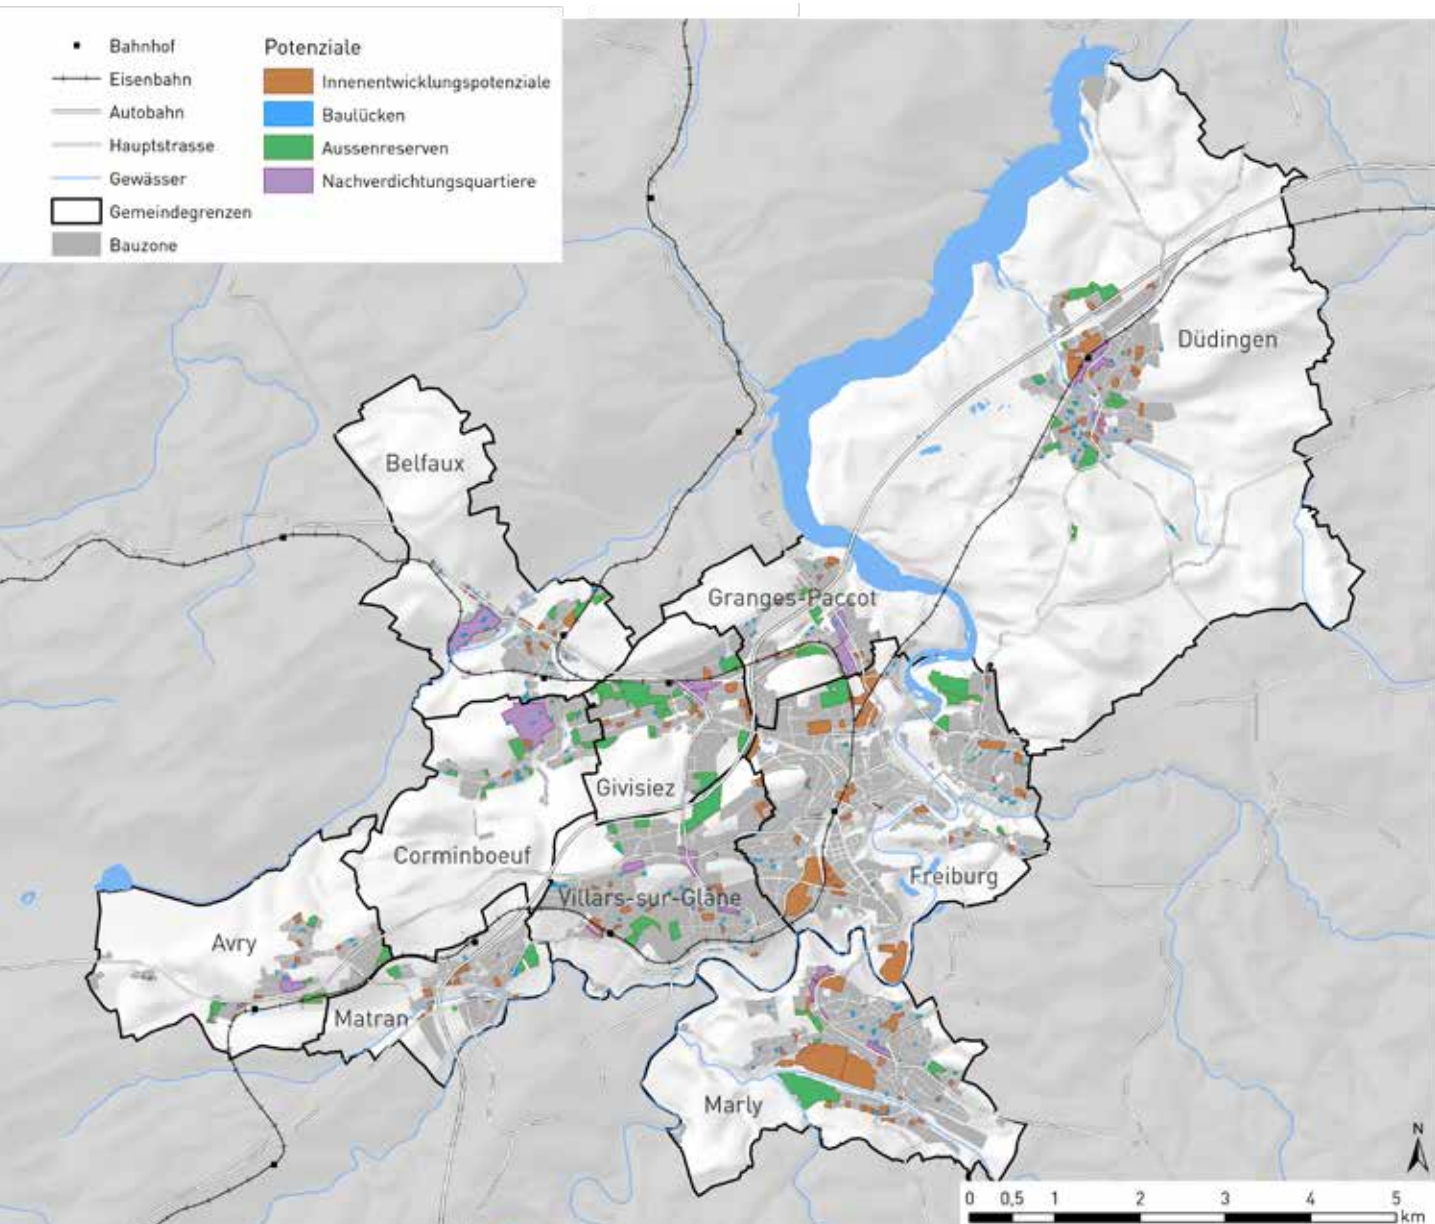 Bahnhof
Eisenbahn
Autobahn
Hauptstrasse
Gewässer
Gemeindegrenzen
Bauzone
Potenziale
Innenentwicklungspotenziale
Baulücken
Aussenreserven
Nachverdichtungsquartiere
Düdingen
Belfaux
Granges-Paccot
Givisiez
Corminboeuf
Freiburg
Villars-sur-Glâne
Avry
Matran
Marly
N
0 0,5 1 2 3 4 5
km